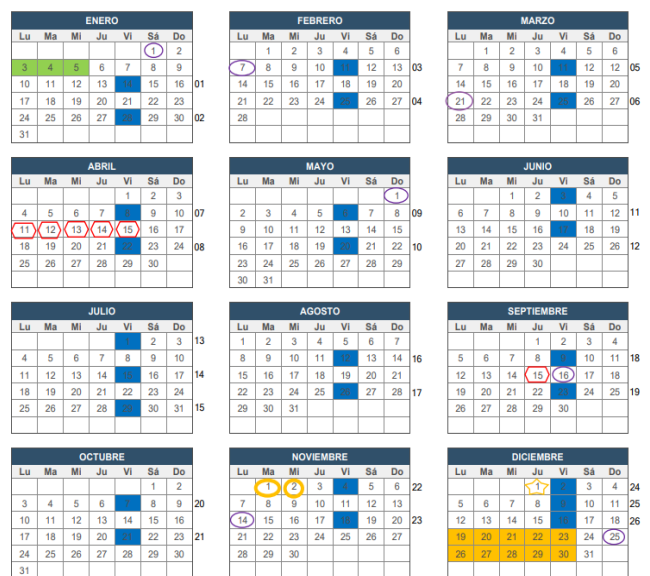 ENERO
Lu Ma Mi Ju Vi Sá Do
1 2
3 4 5 6 7 8 9
10 11 12 13 14 15 16 01
17 18 19 20 21 22 23
24 25 26 27 28 29 30 02
31
FEBRERO
Lu Ma Mi Ju Vi Sá Do
1 2 3 4 5 6
7 8 9 10 11 12 13 03
14 15 16 17 18 19 20
21 22 23 24 25 26 27 04
28
MARZO
Lu Ma Mi Ju Vi Sá Do
1 2 3 4 5 6
7 8 9 10 11 12 12 05
14 15 16 17 18 19 20
21 22 23 24 25 26 27 06
28 29 30 31
ABRIL
Lu Ma Mi Ju Vi Sá Do
1 2 3
4 5 6 7 8 9 10 07
11 12 13 14 15 16 17
18 19 20 21 22 23 24 08
25 26 27 28 29 30
MAYO
Lu Ma Mi Ju Vi Sá Do
1
2 3 4 5 6 7 8 09
9 10 11 12 13 14 15
16 17 18 19 20 21 22 10
23 24 25 26 27 28 29
30 31
JUNIO
Lu Ma Mi Ju Vi Sá Do
1 2 3 4 5
6 7 8 9 10 11 12 11
13 14 15 16 17 18 19
20 21 22 23 24 25 26 12
27 28 29 30
JULIO
Lu Ma Mi Ju Vi Sá Do
1 2 3 13
4 5 6 7 8 9 10
11 12 13 14 15 16 17 14
18 19 20 21 22 23 24
25 26 27 28 29 30 31 15
AGOSTO
Lu Ma Mi Ju Vi Sá Do
1 2 3 4 5 6 7
8 9 10 11 12 13 14 16
15 16 17 18 19 20 21
22 23 24 25 26 27 28 17
29 30 31
SEPTIEMBRE
Lu Ma Mi Ju Vi Sá Do
1 2 3 4
5 6 7 8 9 10 11 18
12 13 14 15 16 17 18
19 20 21 22 23 24 25 19
26 27 28 29 30
OCTUBRE
Lu Ma Mi Ju Vi Sá Do
1 2
3 4 5 6 7 8 9 20
10 11 12 13 14 15 16
17 18 19 20 21 22 23 21
24 25 26 27 28 29 30
31
NOVIEMBRE
Lu Ma Mi Ju Vi Sá Do
1 2 3 4 5 6 22
7 8 9 10 11 12 13
14 15 16 17 18 19 20 23
21 22 23 24 25 26 27
28 29 30
DICIEMBRE
Lu Ma Mi Ju Vi Sá Do
1 2 3 4 24
5 6 7 8 9 10 11 25
12 13 14 15 16 17 18 26
19 20 21 22 23 24 25
26 27 28 29 30 31